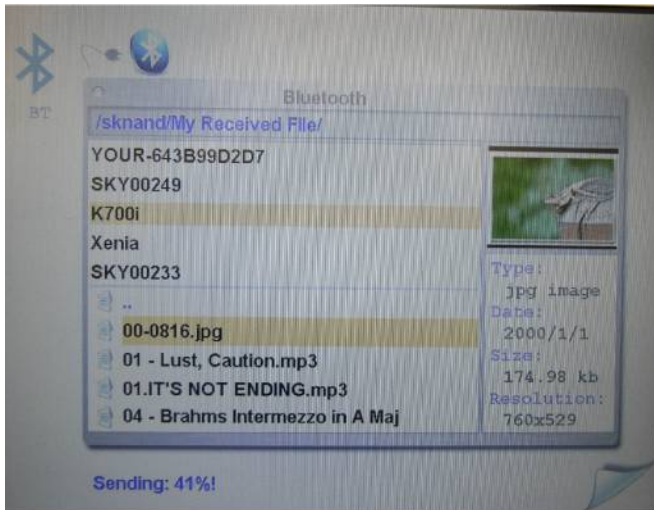 BT
Bluetooth
/sknand/My Received File/
YOUR-643B99D2D7
SKY00249
K700i
Xenia
SKY00233
..
00-0816.jpg
01 - Lust, Caution.mp3
01.IT'S NOT ENDING.mp3
04 - Brahms Intermezzo in A Maj
Type:
jpg image
Date:
2000/1/1
Size:
174.98 kb
Resolution:
760x529
Sending: 41%!